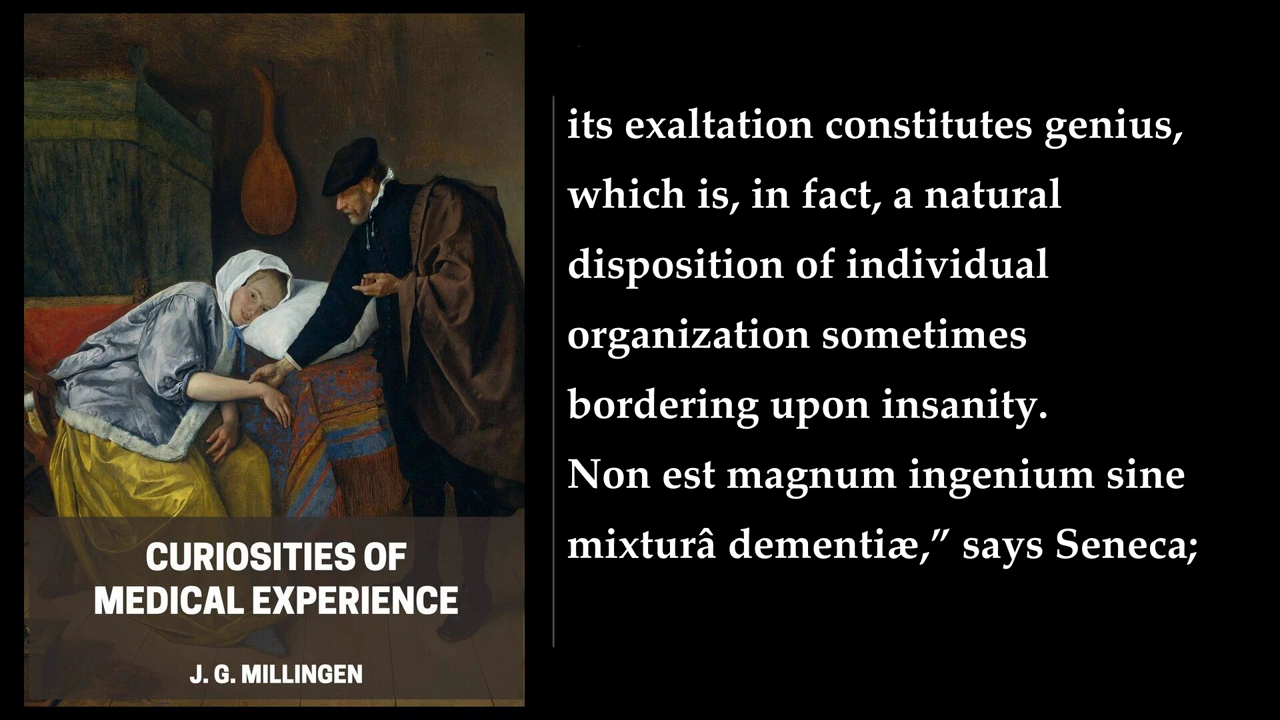 its exaltation constitutes genius,
which is, in fact, a natural
disposition of individual
organization sometimes
bordering upon insanity.
Non est magnum ingenium sine
mixturâ dementiæ,” says Seneca;
CURIOSITIES OF
MEDICAL EXPERIENCE
J. G. MILLINGEN